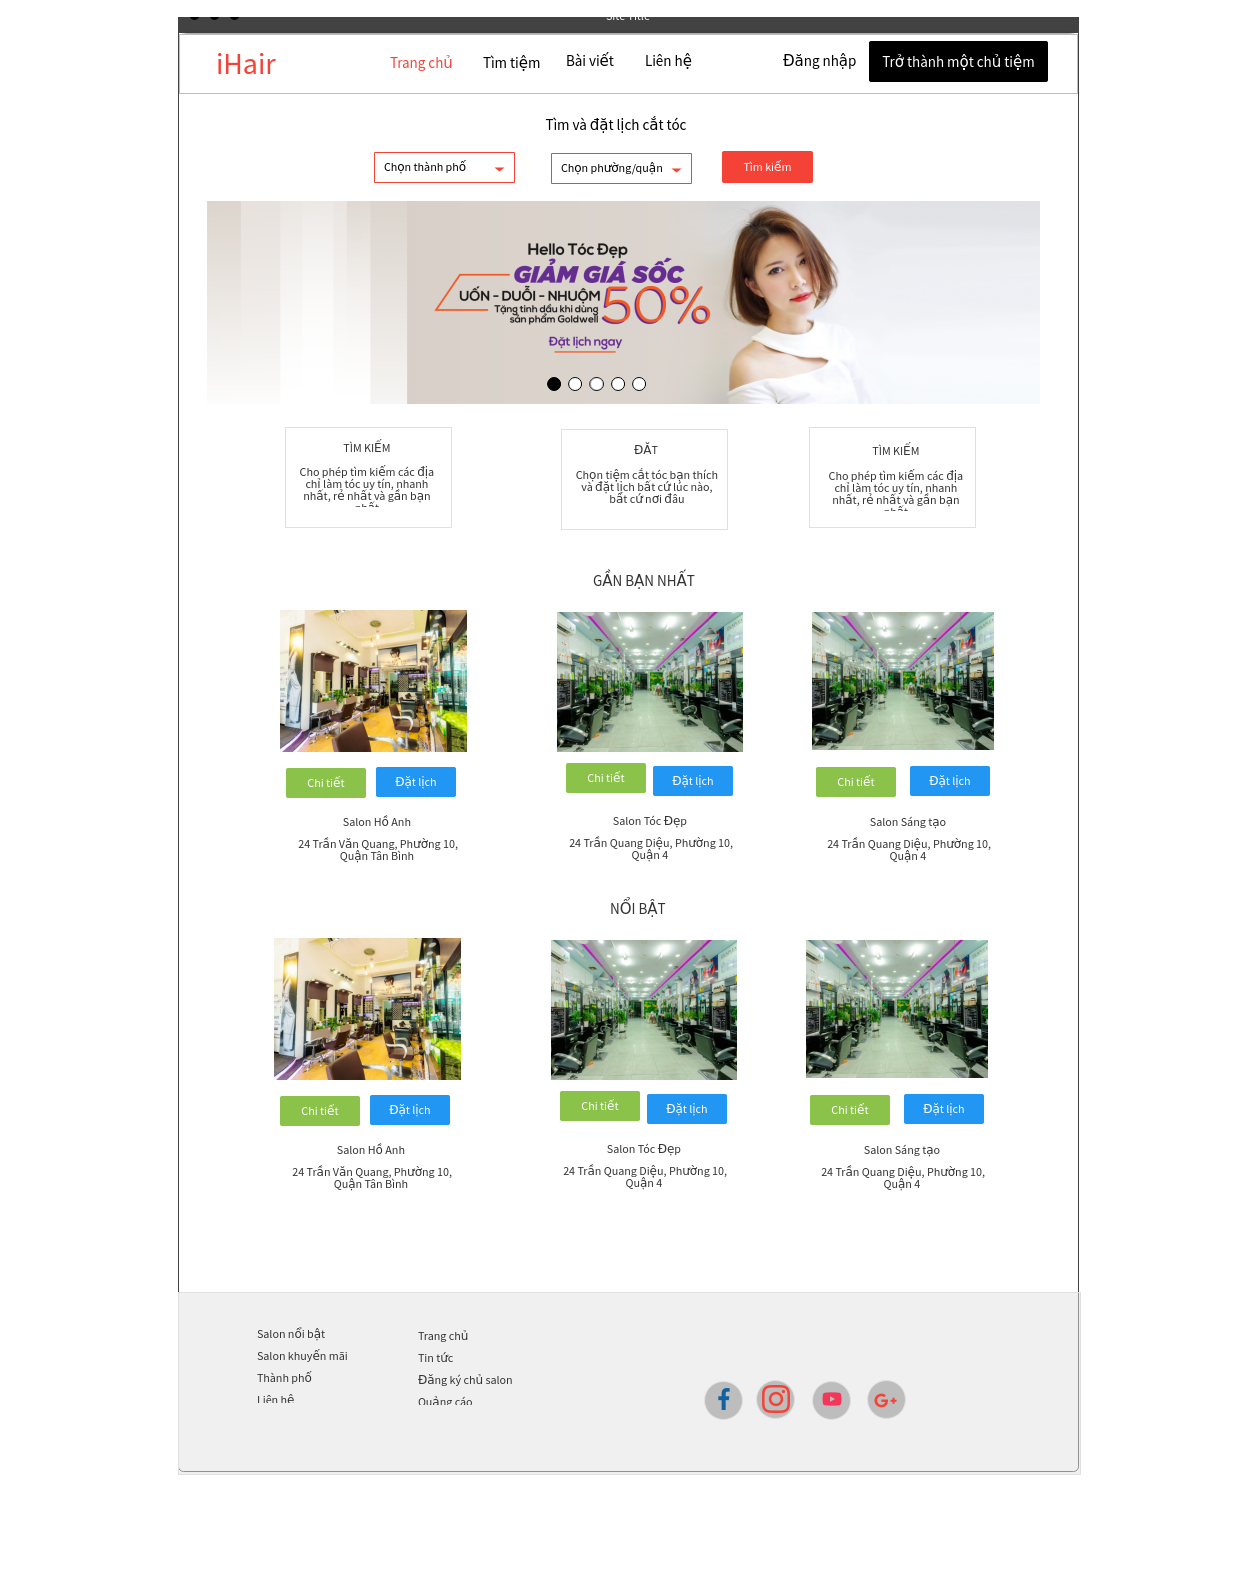 Site Title
iHair
Trang chủ
Tìm tiệm
Bài viết
Liên hệ
Đăng nhập
Trở thành một chủ tiệm
Tìm và đặt lịch cắt tóc
Chọn thành phố
Chọn phường/quận
Tìm kiếm
Hello Tóc Đẹp
GIẢM GIÁ SỐC
UỐN - DUỖI - NHUỘM
50%
Tặng tinh dầu khi dùng
sản phẩm Goldwell
Đặt lịch ngay
TÌM KIẾM
Cho phép tìm kiếm các địa
chỉ làm tóc uy tín, nhanh
nhất, rẻ nhất và gần bạn
nhất
ĐẶT
Chọn tiệm cắt tóc bạn thích
và đặt lịch bất cứ lúc nào,
bất cứ nơi đâu
TÌM KIẾM
Cho phép tìm kiếm các địa
chỉ làm tóc uy tín, nhanh
nhất, rẻ nhất và gần bạn
nhất
GẦN BẠN NHẤT
Chi tiết
Đặt lịch
Salon Hồ Anh
24 Trần Văn Quang, Phường 10,
Quận Tân Bình
Chi tiết
Đặt lịch
Salon Tóc Đẹp
24 Trần Quang Diệu, Phường 10,
Quận 4
Chi tiết
Đặt lịch
Salon Sáng tạo
24 Trần Quang Diệu, Phường 10,
Quận 4
NỔI BẬT
Chi tiết
Đặt lịch
Salon Hồ Anh
24 Trần Văn Quang, Phường 10,
Quận Tân Bình
Chi tiết
Đặt lịch
Salon Tóc Đẹp
24 Trần Quang Diệu, Phường 10,
Quận 4
Chi tiết
Đặt lịch
Salon Sáng tạo
24 Trần Quang Diệu, Phường 10,
Quận 4
Salon nổi bật
Salon khuyến mãi
Thành phố
Liên hệ
Trang chủ
Tin tức
Đăng ký chủ salon
Quảng cáo